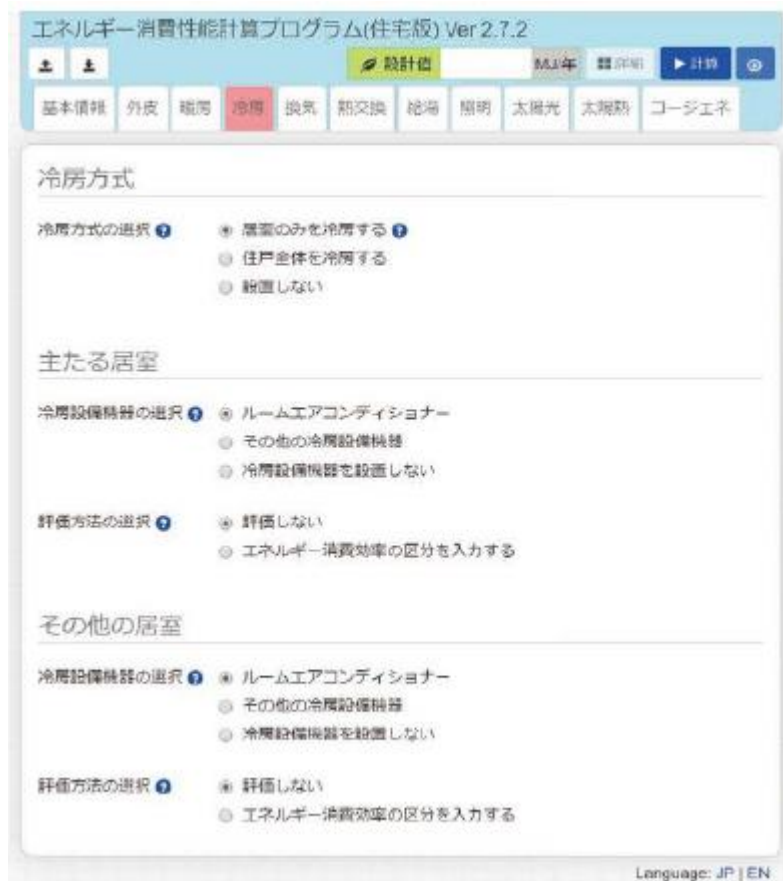 エネルギー消費性能計算プログラム(住宅版) Ver 2.7.2
設計値 MJ/年 詳細 計算
基本情報 外皮 暖房 冷房 換気 熱交換 給湯 照明 太陽光 太陽熱 コージェネ
冷房方式
冷房方式の選択 居室のみを冷房する
住戸全体を冷房する
設置しない
主たる居室
冷房設備機器の選択 ルームエアコンディショナー
その他の冷房設備機器
冷房設備機器を設置しない
評価方法の選択 評価しない
エネルギー消費効率の区分を入力する
その他の居室
冷房設備機器の選択 ルームエアコンディショナー
その他の冷房設備機器
冷房設備機器を設置しない
評価方法の選択 評価しない
エネルギー消費効率の区分を入力する
Language: JP | EN